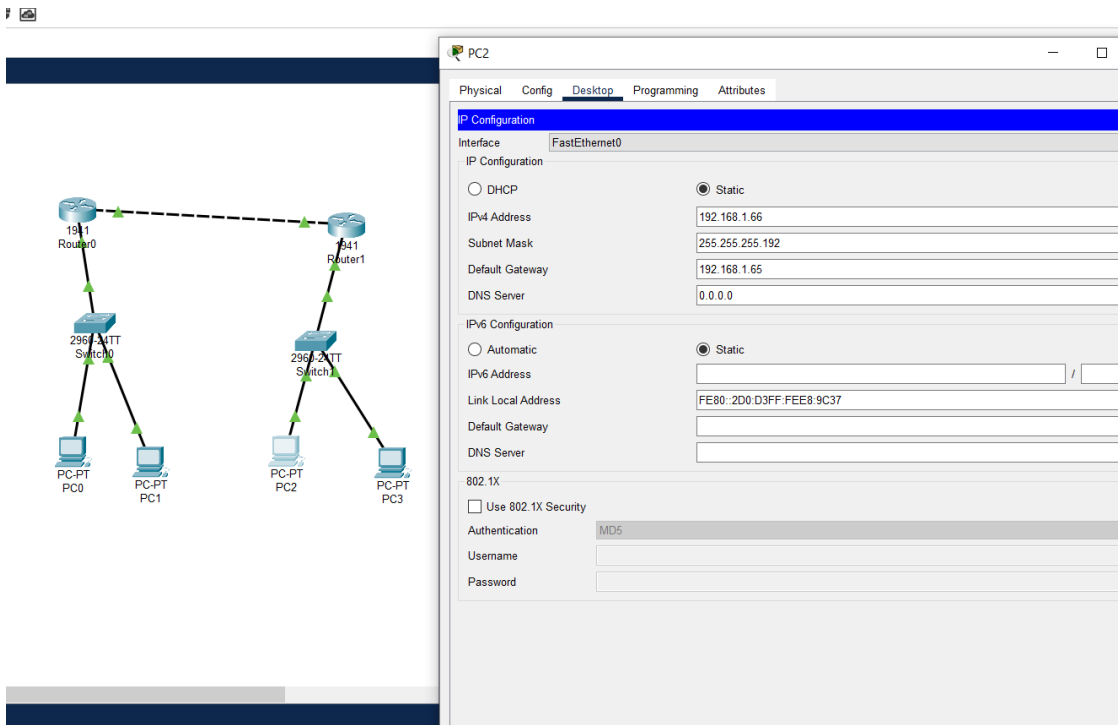 1941
Router0
1941
Router1
2960-24TT
Switch0
2960-24TT
Switch1
PC-PT
PC0
PC-PT
PC1
PC-PT
PC2
PC-PT
PC3
PC2
Physical Config Desktop Programming Attributes
IP Configuration
Interface FastEthernet0
IP Configuration
DHCP Static
IPv4 Address 192.168.1.66
Subnet Mask 255.255.255.192
Default Gateway 192.168.1.65
DNS Server 0.0.0.0
IPv6 Configuration
Automatic Static
IPv6 Address /
Link Local Address FE80::2D0:D3FF:FEE8:9C37
Default Gateway
DNS Server
802.1X
Use 802.1X Security
Authentication MD5
Username
Password